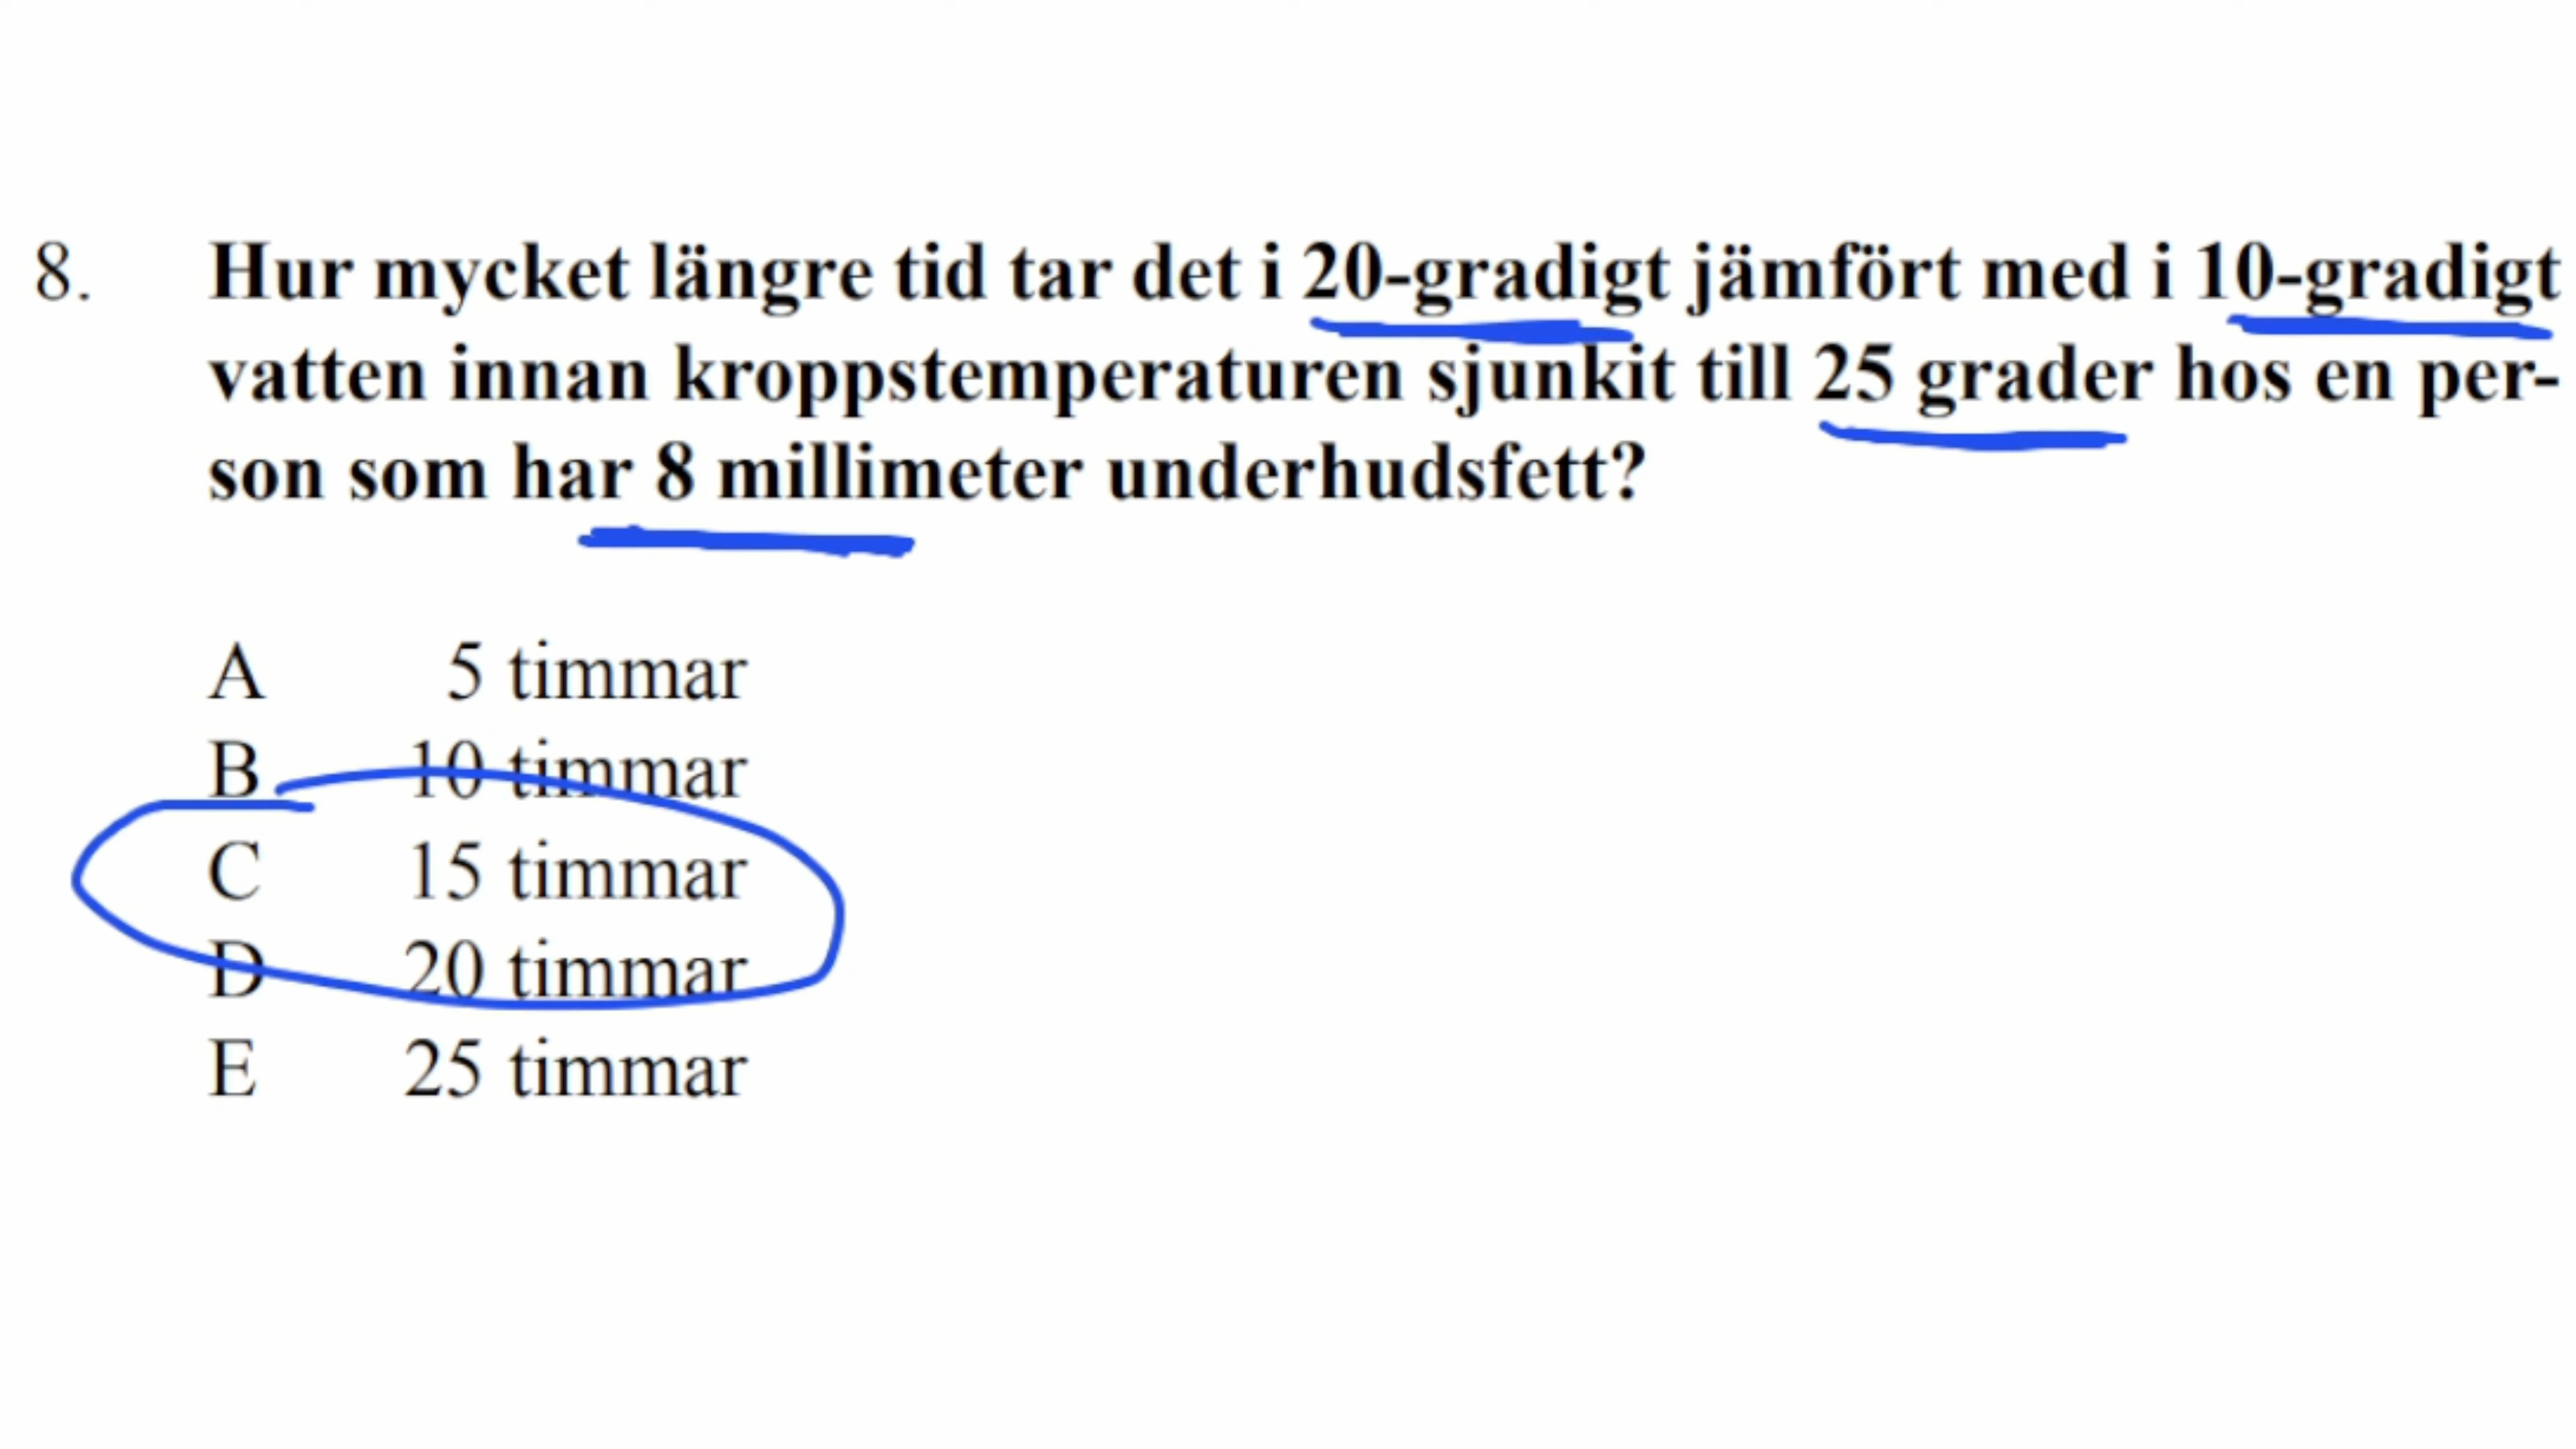 8. Hur mycket längre tid tar det i 20-gradigt jämfört med i 10-gradigt
vatten innan kroppstemperaturen sjunkit till 25 grader hos en per-
son som har 8 millimeter underhudsfett?
A 5 timmar
B 10 timmar
C 15 timmar
D 20 timmar
E 25 timmar